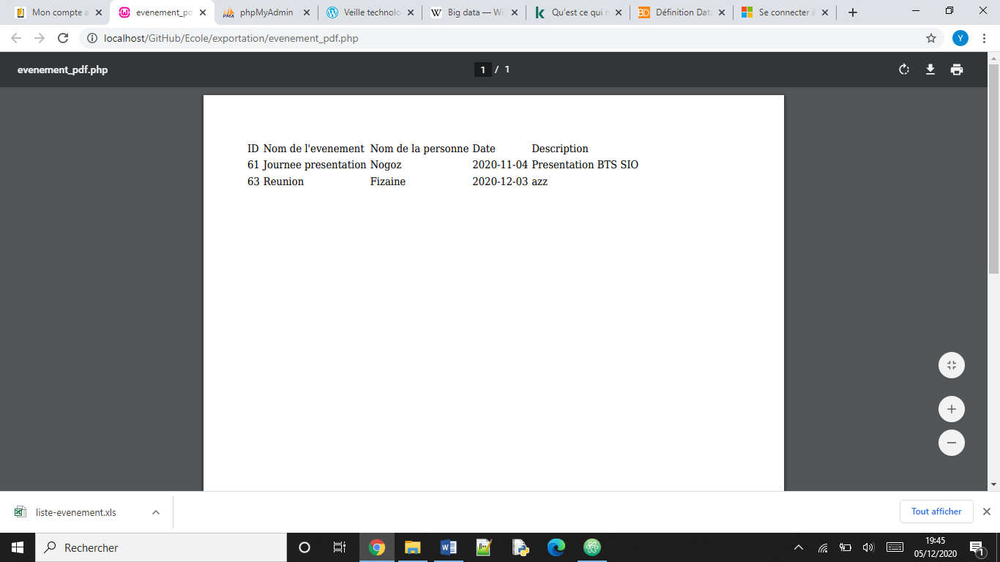 Mon compte a
evenement_pd
phpMyAdmin
Veille technolo
Big data — Wi
Qu'est ce qui
Définition Dat
Se connecter à
localhost/GitHub/Ecole/exportation/evenement_pdf.php
Y
evenement_pdf.php
1 / 1
ID Nom de l'evenement Nom de la personne Date Description
61 Journee presentation Nogoz 2020-11-04 Presentation BTS SIO
63 Reunion Fizaine 2020-12-03 azz
liste-evenement.xls
Tout afficher
Rechercher
19:45
05/12/2020
1